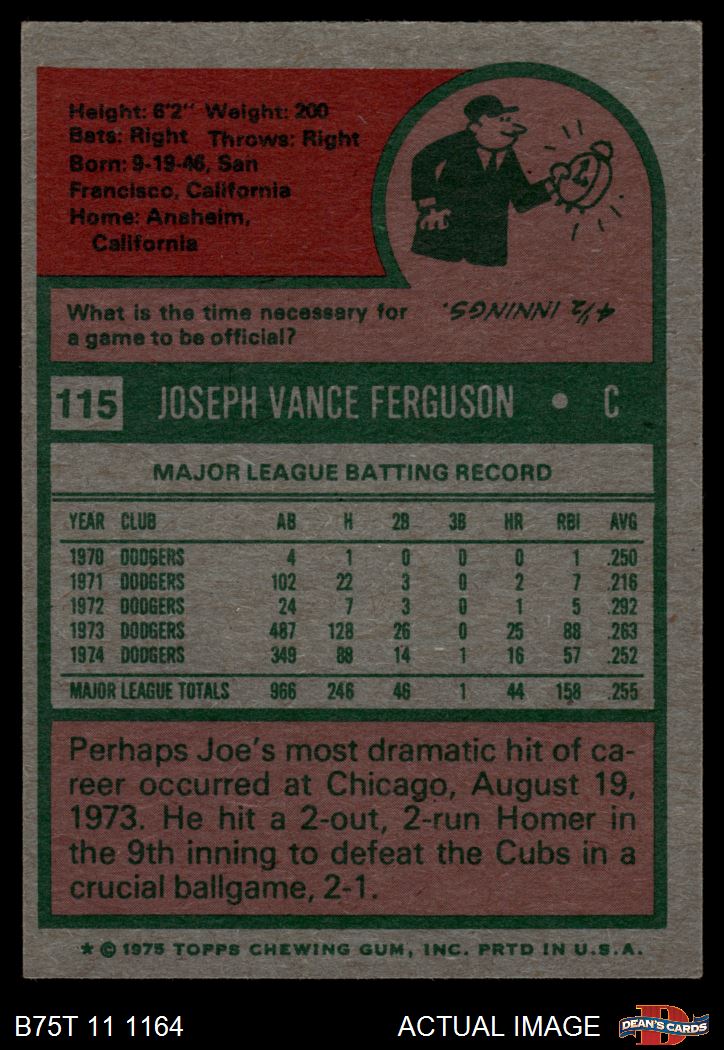 Height: 6'2" Weight: 200
Bats: Right Throws: Right
Born: 9-19-46, San
Francisco, California
Home: Anaheim,
California
What is the time necessary for
a game to be official?
4½ INNINGS.
115 JOSEPH VANCE FERGUSON • C
MAJOR LEAGUE BATTING RECORD
YEAR CLUB AB H 2B 3B HR RBI AVG
1970 DODGERS 4 1 0 0 0 1 .250
1971 DODGERS 102 22 3 0 2 7 .216
1972 DODGERS 24 7 3 0 1 5 .292
1973 DODGERS 487 128 26 0 25 88 .263
1974 DODGERS 349 88 14 1 16 57 .252
MAJOR LEAGUE TOTALS 966 246 46 1 44 158 .255
Perhaps Joe's most dramatic hit of ca-
reer occurred at Chicago, August 19,
1973. He hit a 2-out, 2-run Homer in
the 9th inning to defeat the Cubs in a
crucial ballgame, 2-1.
* © 1975 TOPPS CHEWING GUM, INC. PRTD IN U.S.A.
B75T 11 1164 ACTUAL IMAGE
D
DEAN'S CARDS